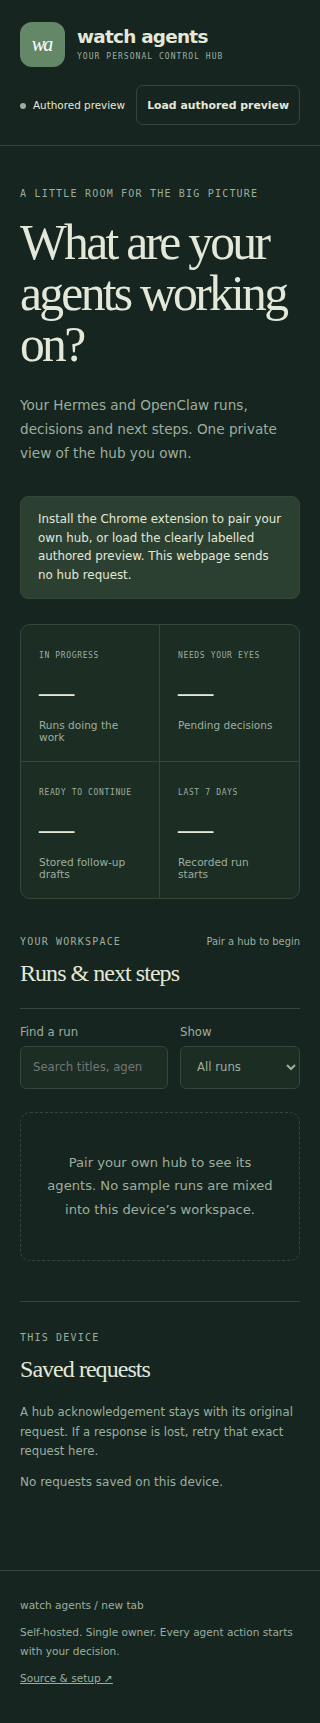 wa
watch agents
YOUR PERSONAL CONTROL HUB
Authored preview
Load authored preview
A LITTLE ROOM FOR THE BIG PICTURE
What are your
agents working
on?
Your Hermes and OpenClaw runs,
decisions and next steps. One private
view of the hub you own.
Install the Chrome extension to pair your
own hub, or load the clearly labelled
authored preview. This webpage sends
no hub request.
IN PROGRESS
—
Runs doing the
work
NEEDS YOUR EYES
—
Pending decisions
READY TO CONTINUE
—
Stored follow-up
drafts
LAST 7 DAYS
—
Recorded run
starts
YOUR WORKSPACE
Pair a hub to begin
Runs & next steps
Find a run
Show
Search titles, agen
All runs
Pair your own hub to see its
agents. No sample runs are mixed
into this device’s workspace.
THIS DEVICE
Saved requests
A hub acknowledgement stays with its original
request. If a response is lost, retry that exact
request here.
No requests saved on this device.
watch agents / new tab
Self-hosted. Single owner. Every agent action starts
with your decision.
Source & setup ↗